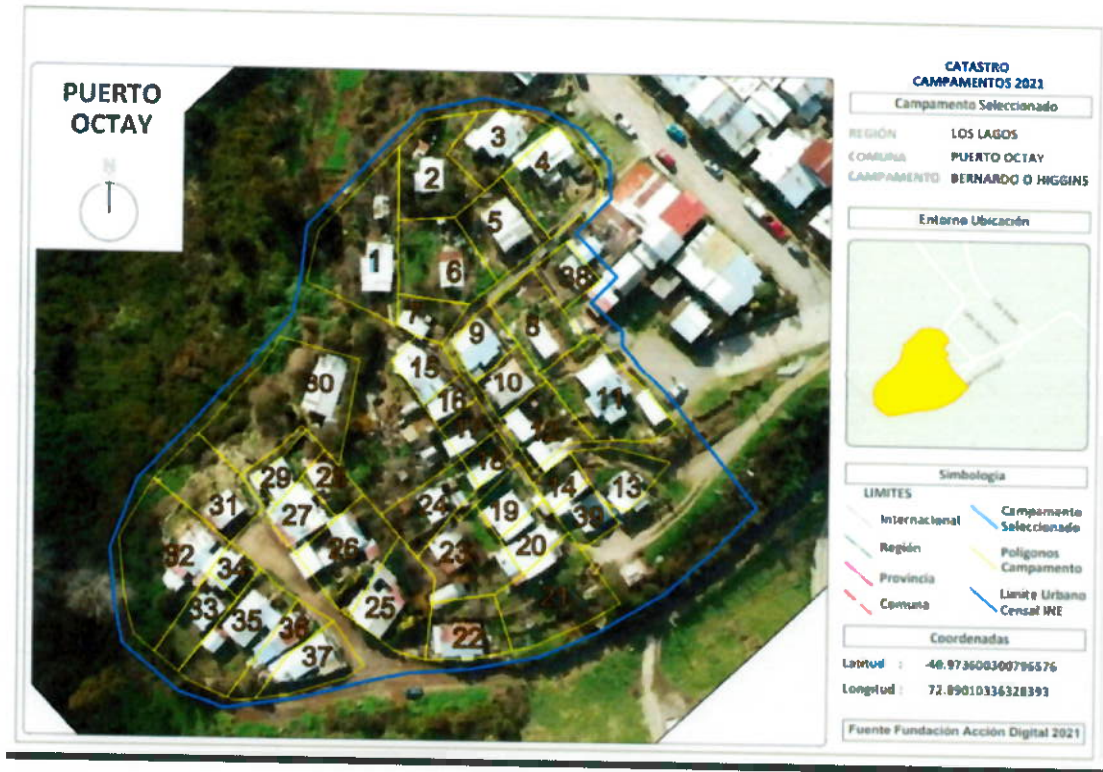 PUERTO
OCTAY
N
1
2
3
4
5
6
38
9
8
15
10
16
11
30
18
14
13
39
29
28
27
31
24
19
26
23
20
32
34
33
35
25
21
36
37
22
CATASTRO
CAMPAMENTOS 2021
Campamento Seleccionado
REGIÓN LOS LAGOS
COMUNA PUERTO OCTAY
CAMPAMENTO BERNARDO O HIGGINS
Entorno Ubicación
Simbología
LIMITES
Internacional
Región
Provincia
Comuna
Campamento
Seleccionado
Polígonos
Campamento
Limite Urbano
Censal INE
Coordenadas
Latitud : -40.973600300796576
Longitud : 72.89010336328393
Fuente Fundación Acción Digital 2021